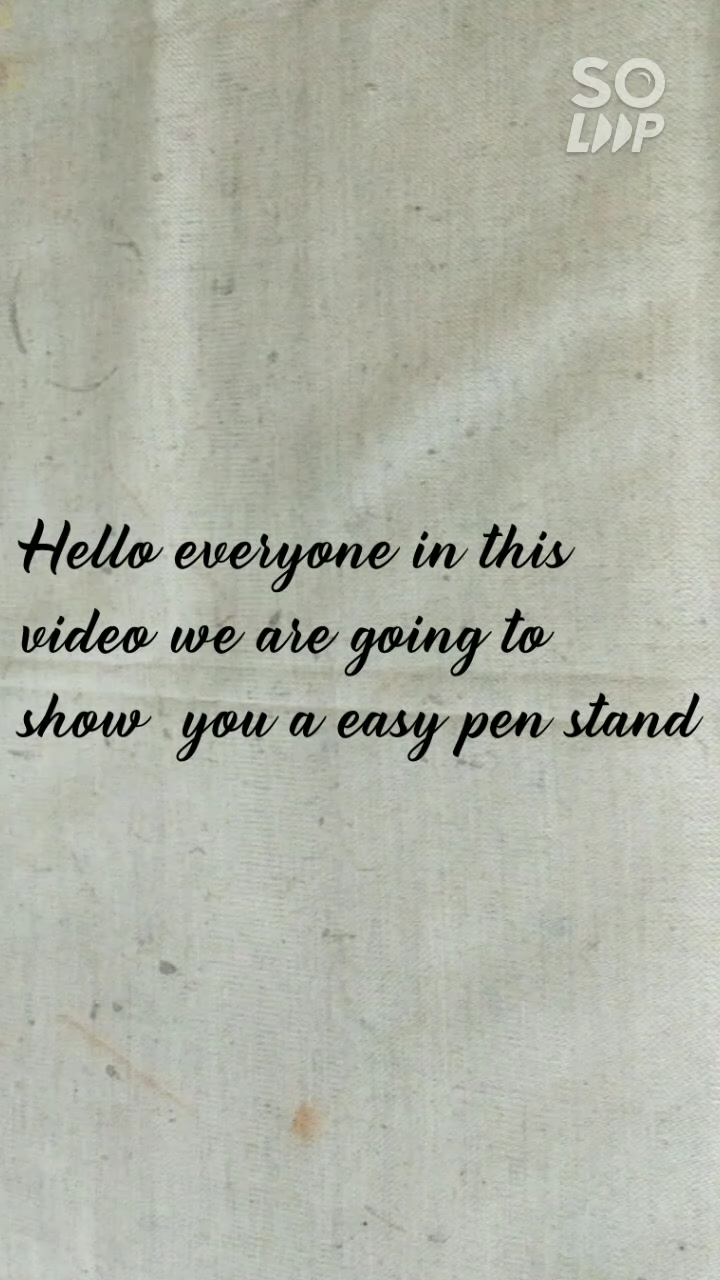 SO
LOOP
Hello everyone in this
video we are going to
show you a easy pen stand